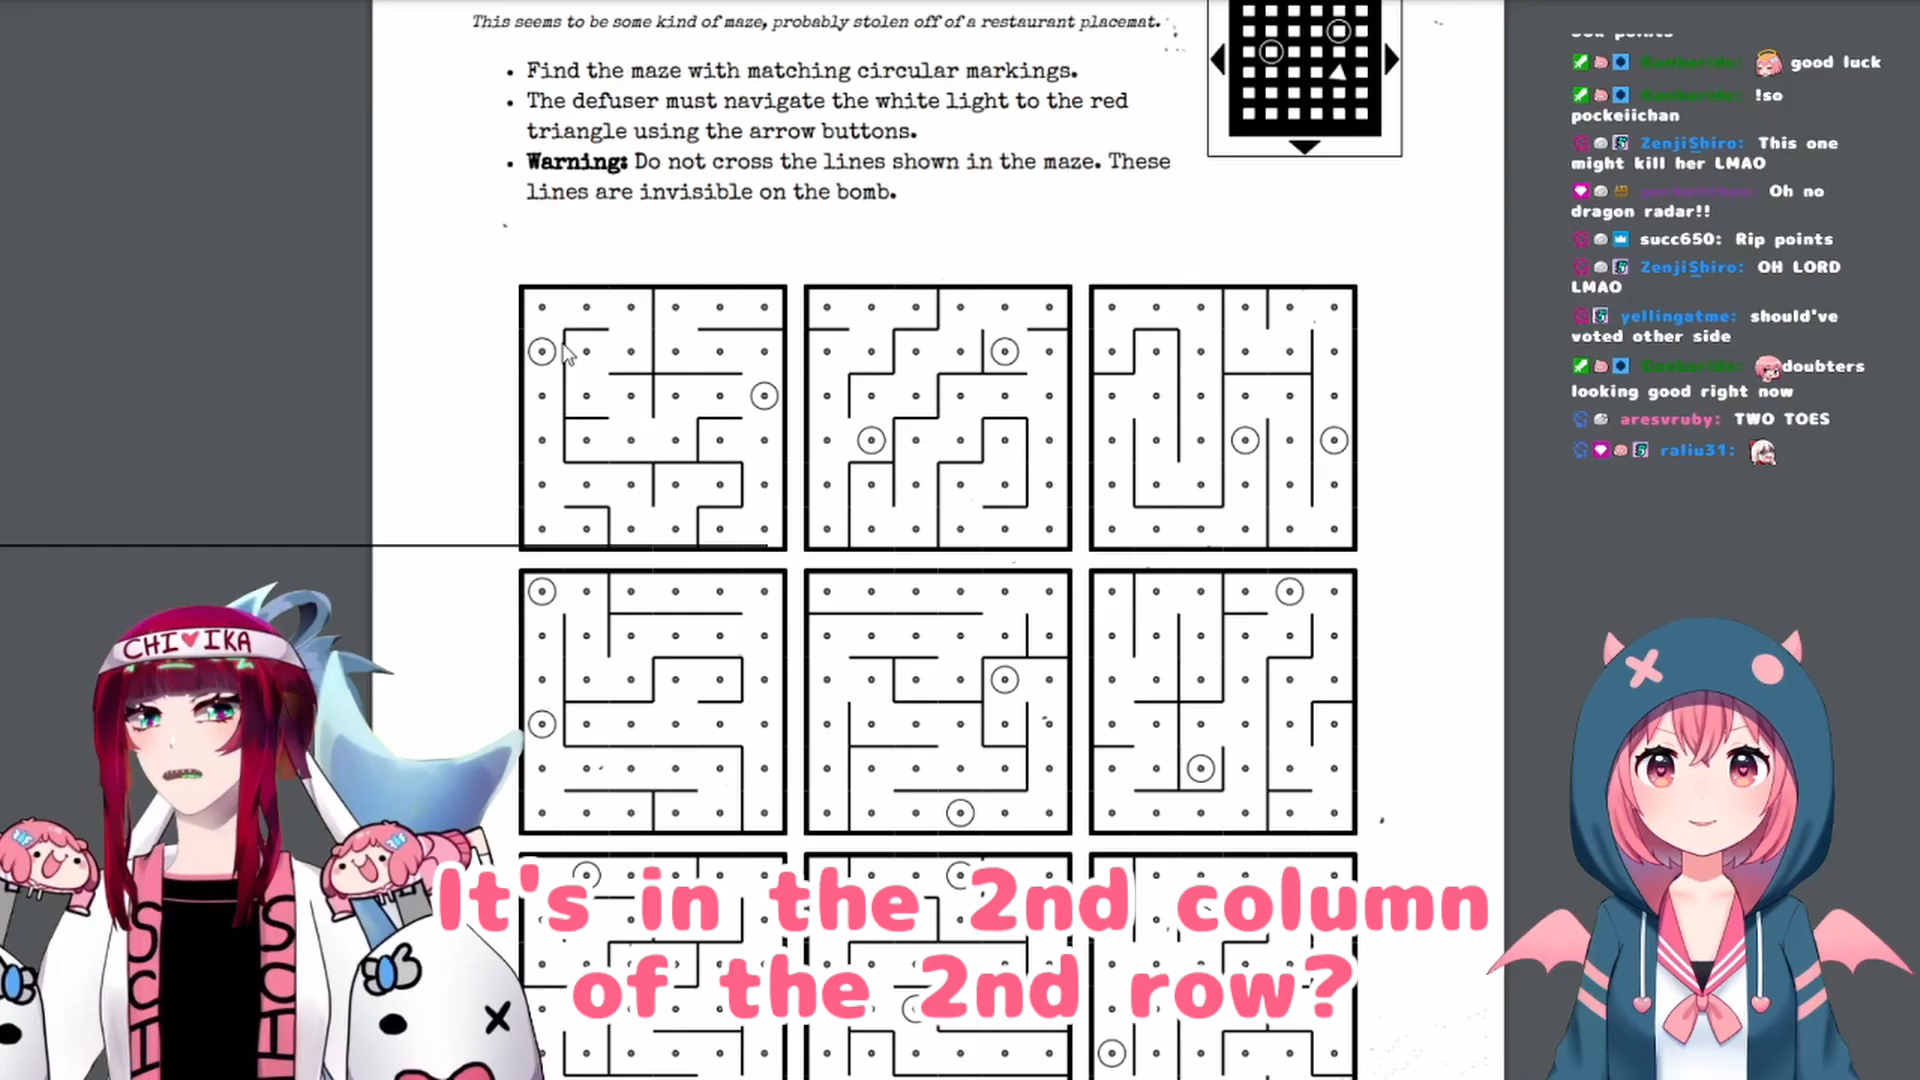 This seems to be some kind of maze, probably stolen off of a restaurant placemat.
• Find the maze with matching circular markings.
• The defuser must navigate the white light to the red
triangle using the arrow buttons.
• Warning: Do not cross the lines shown in the maze. These
lines are invisible on the bomb.
good luck
!so
pockeiichan
ZenjiShiro: This one
might kill her LMAO
Oh no
dragon radar!!
succ650: Rip points
ZenjiShiro: OH LORD
LMAO
yellingatme: should've
voted other side
doubters
looking good right now
aresvruby: TWO TOES
raliu31:
CHI♥IKA
It's in the 2nd column
of the 2nd row?